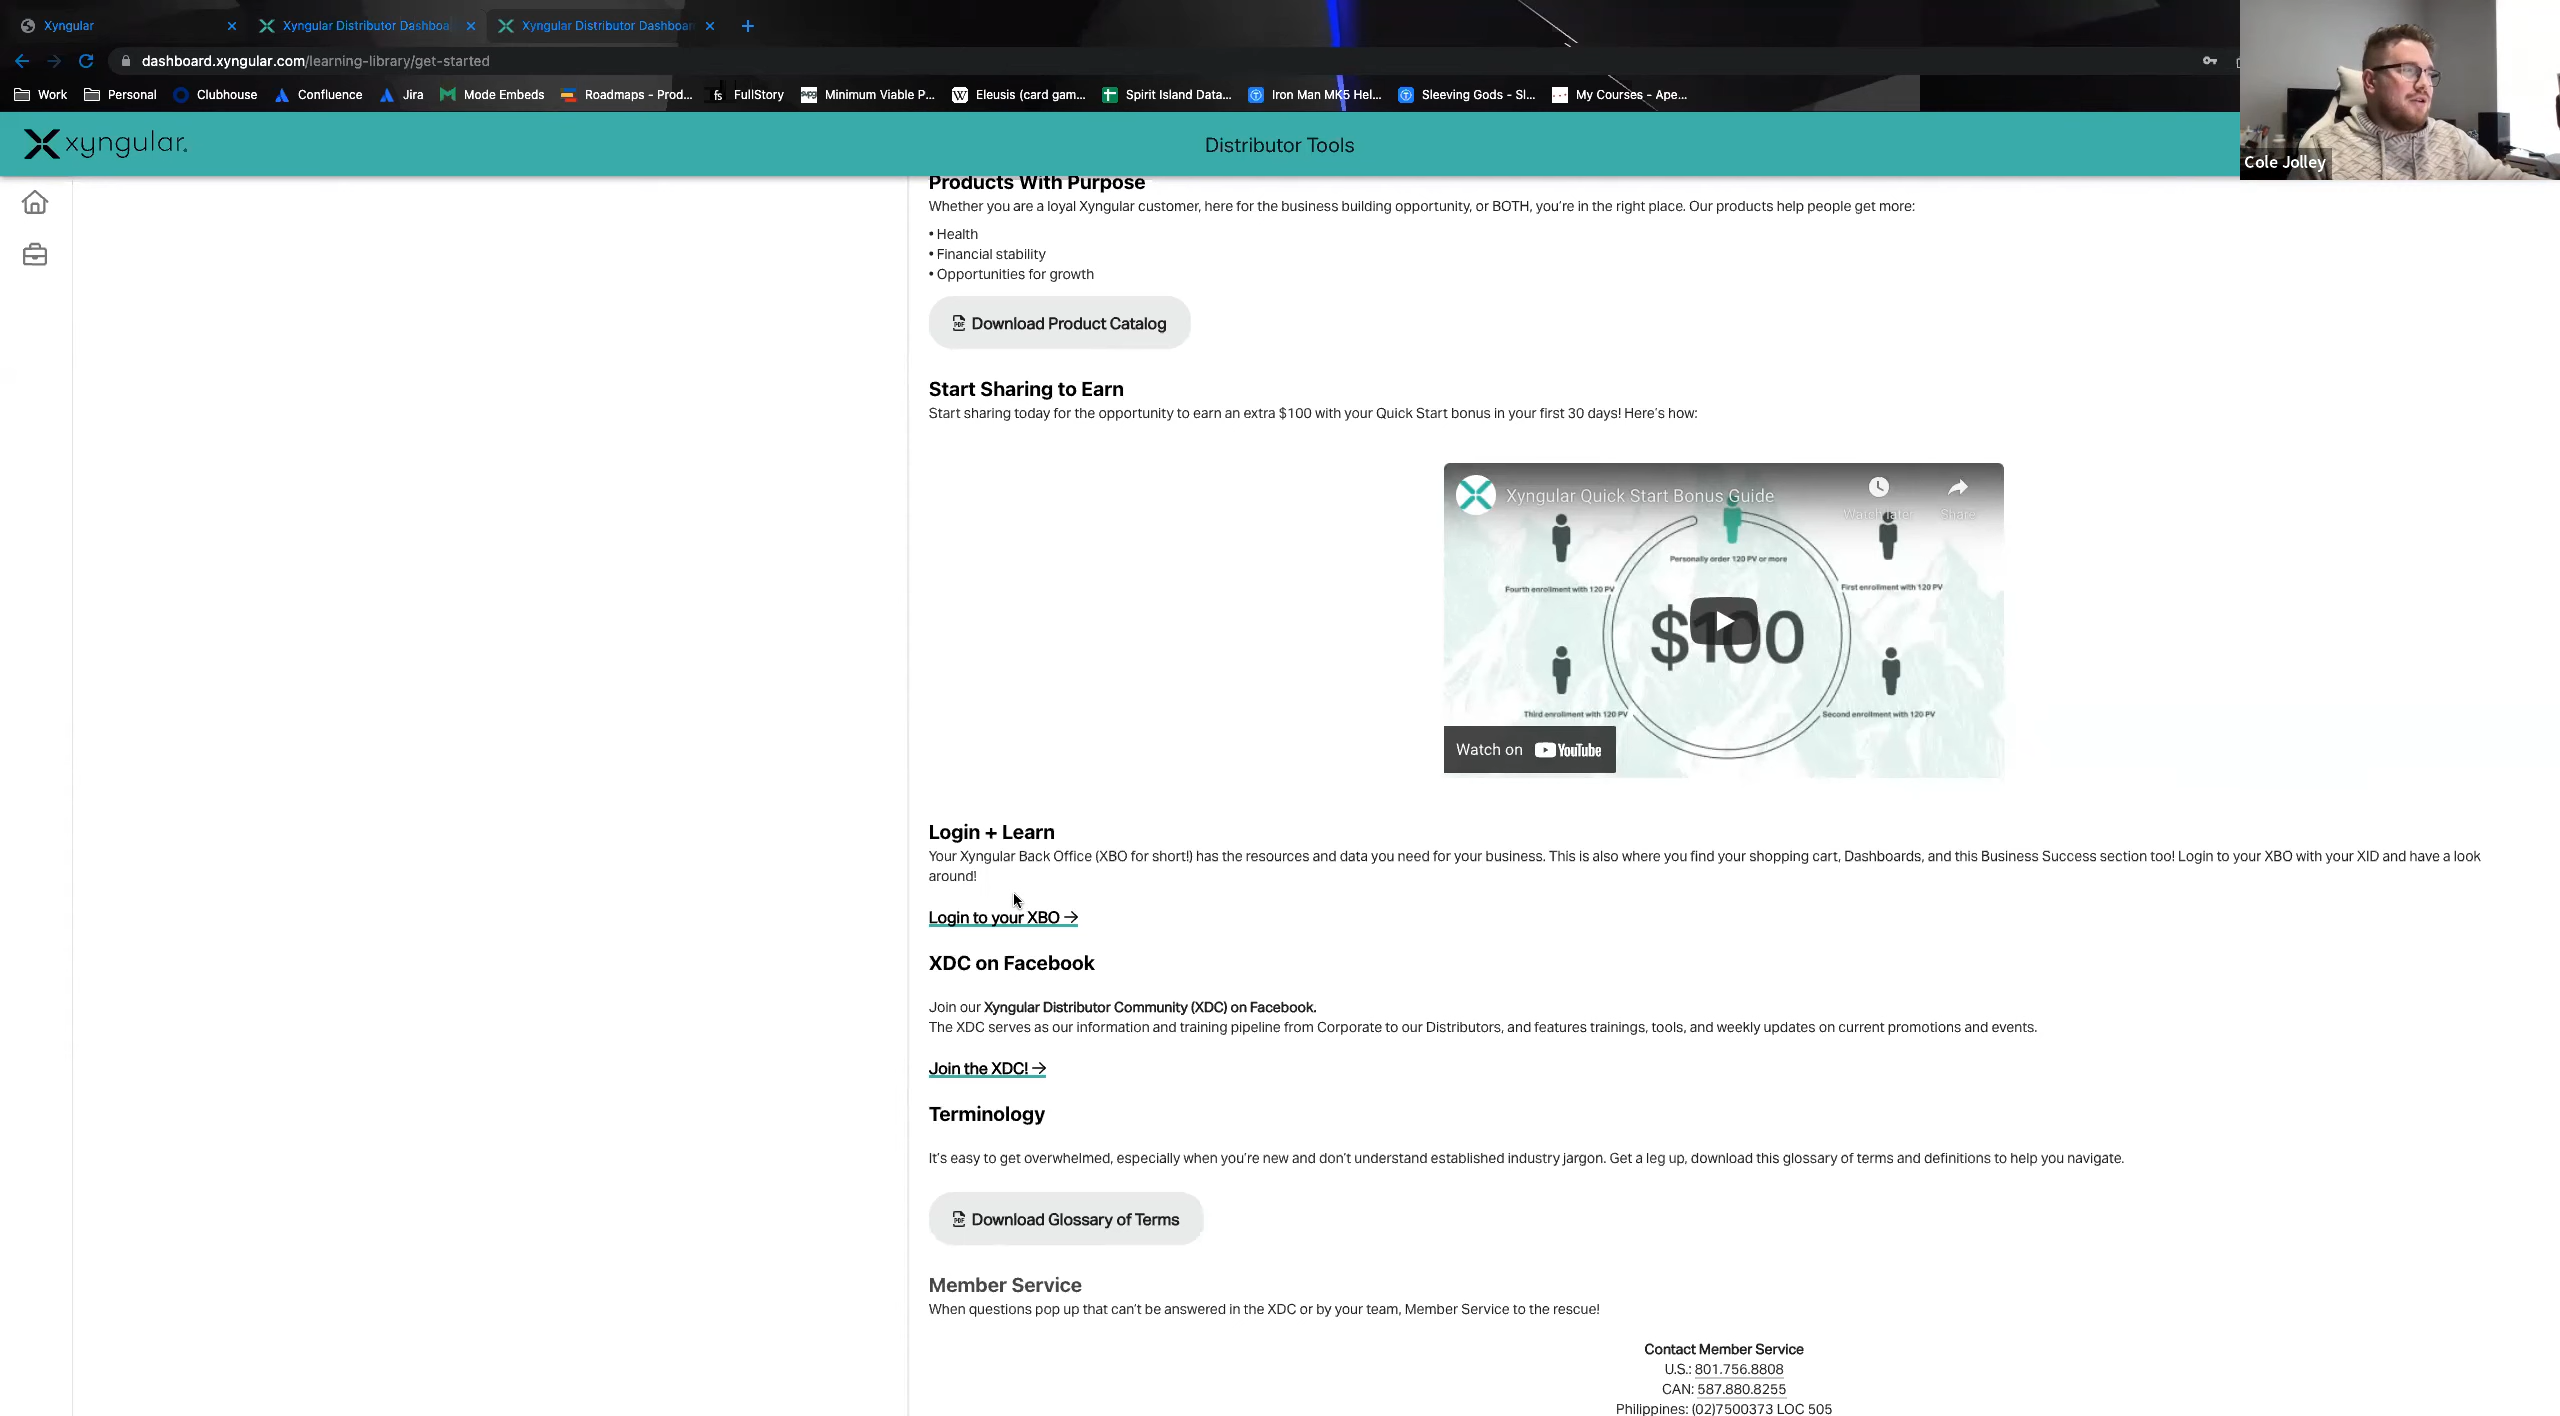 Xyngular
Xyngular Distributor Dashboa
Xyngular Distributor Dashboar
dashboard.xyngular.com/learning-library/get-started
Work
Personal
Clubhouse
Confluence
Jira
Mode Embeds
Roadmaps - Prod...
FullStory
Minimum Viable P...
Eleusis (card gam...
Spirit Island Data...
Iron Man MK5 Hel...
Sleeving Gods - Sl...
My Courses - Ape...
Cole Jolley
xyngular.
Distributor Tools
Products With Purpose
Whether you are a loyal Xyngular customer, here for the business building opportunity, or BOTH, you're in the right place. Our products help people get more:
• Health
• Financial stability
• Opportunities for growth
Download Product Catalog
Start Sharing to Earn
Start sharing today for the opportunity to earn an extra $100 with your Quick Start bonus in your first 30 days! Here's how:
Xyngular Quick Start Bonus Guide
Watch later
Share
Personally order 120 PV or more
Fourth enrollment with 120 PV
First enrollment with 120 PV
$100
Third enrollment with 120 PV
Second enrollment with 120 PV
Watch on YouTube
Login + Learn
Your Xyngular Back Office (XBO for short!) has the resources and data you need for your business. This is also where you find your shopping cart, Dashboards, and this Business Success section too! Login to your XBO with your XID and have a look
around!
Login to your XBO →
XDC on Facebook
Join our Xyngular Distributor Community (XDC) on Facebook.
The XDC serves as our information and training pipeline from Corporate to our Distributors, and features trainings, tools, and weekly updates on current promotions and events.
Join the XDC! →
Terminology
It's easy to get overwhelmed, especially when you're new and don't understand established industry jargon. Get a leg up, download this glossary of terms and definitions to help you navigate.
Download Glossary of Terms
Member Service
When questions pop up that can't be answered in the XDC or by your team, Member Service to the rescue!
Contact Member Service
U.S.: 801.756.8808
CAN: 587.880.8255
Philippines: (02)7500373 LOC 505